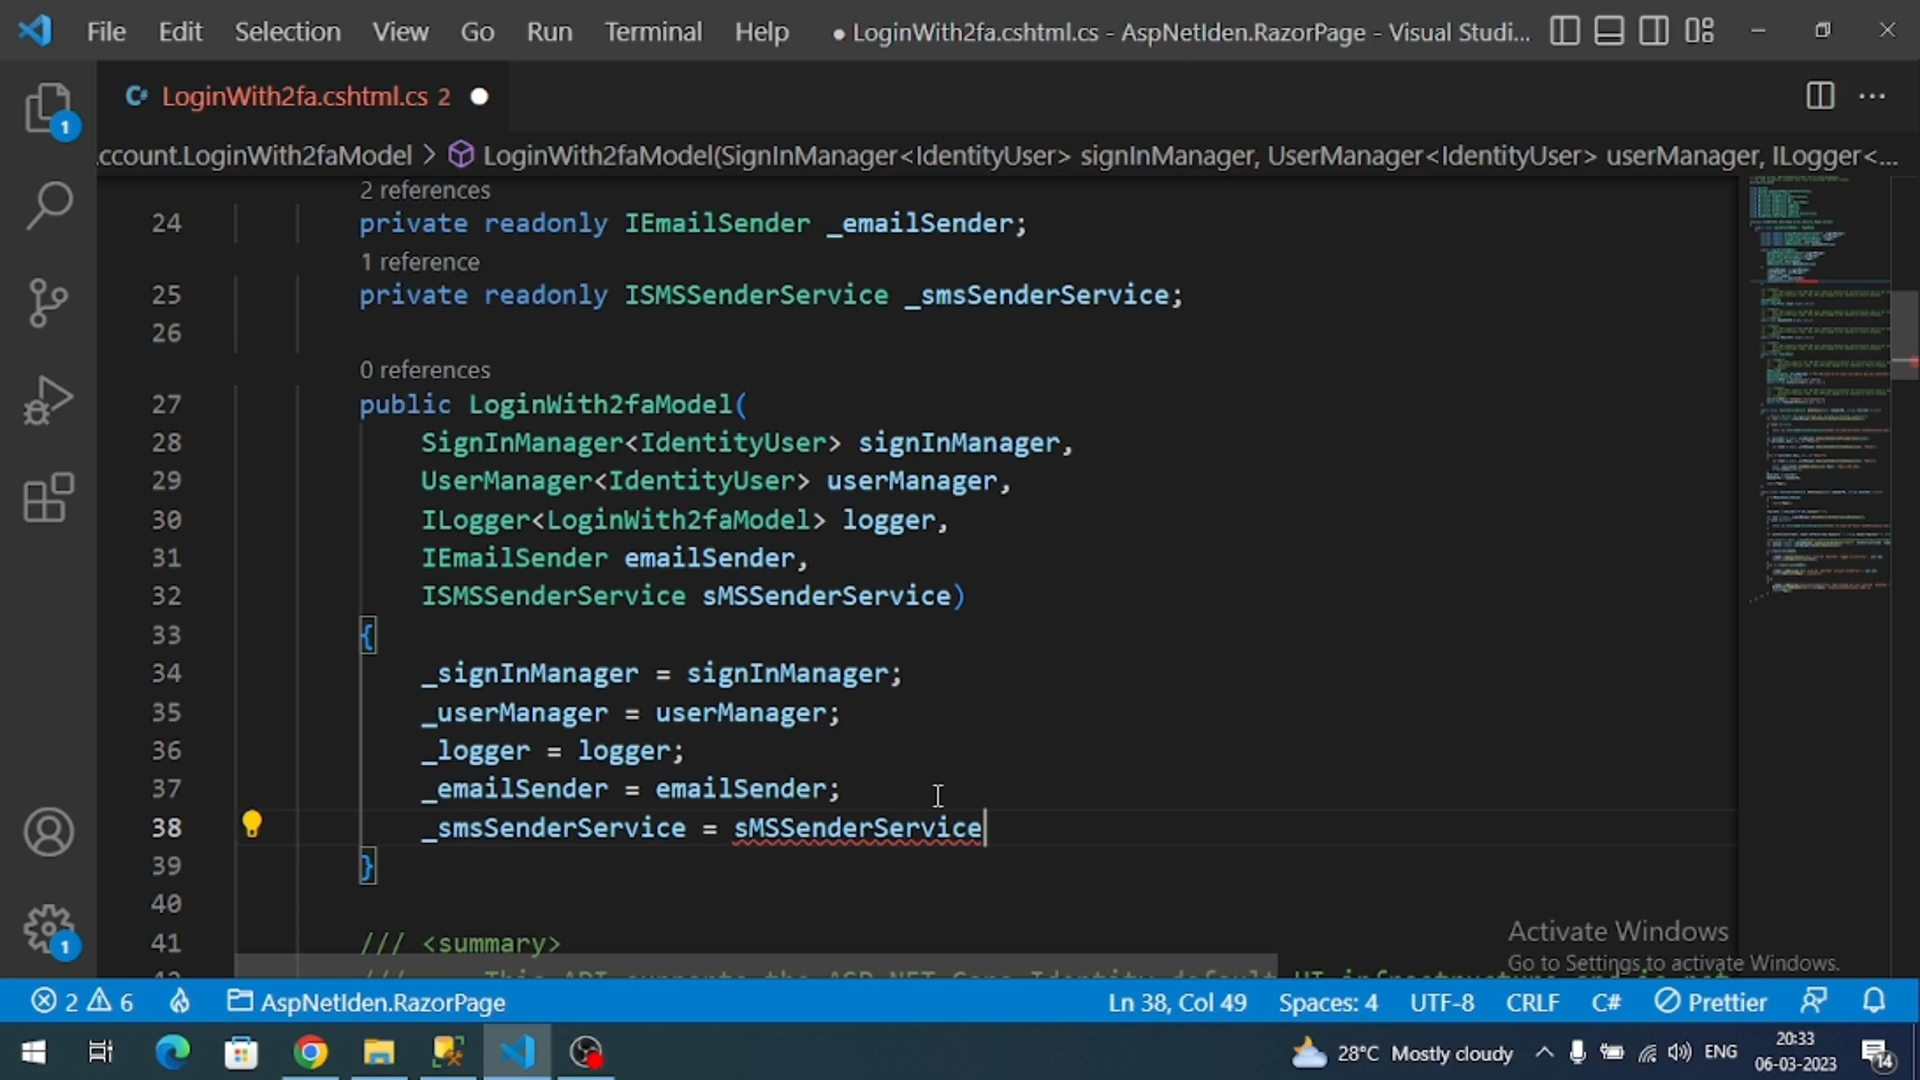 File Edit Selection View Go Run Terminal Help ● LoginWith2fa.cshtml.cs - AspNetIden.RazorPage - Visual Studi...
LoginWith2fa.cshtml.cs 2
.ccount.LoginWith2faModel > LoginWith2faModel(SignInManager<IdentityUser> signInManager, UserManager<IdentityUser> userManager, ILogger<...
2 references
24 private readonly IEmailSender _emailSender;
1 reference
25 private readonly ISMSSenderService _smsSenderService;
26
0 references
27 public LoginWith2faModel(
28 SignInManager<IdentityUser> signInManager,
29 UserManager<IdentityUser> userManager,
30 ILogger<LoginWith2faModel> logger,
31 IEmailSender emailSender,
32 ISMSSenderService sMSSenderService)
33 {
34 _signInManager = signInManager;
35 _userManager = userManager;
36 _logger = logger;
37 _emailSender = emailSender;
38 _smsSenderService = sMSSenderService
39 }
40
41 /// <summary>
Activate Windows
Go to Settings to activate Windows.
2 6 AspNetIden.RazorPage Ln 38, Col 49 Spaces: 4 UTF-8 CRLF C# Prettier
28°C Mostly cloudy ENG 20:33
06-03-2023 14
1
1